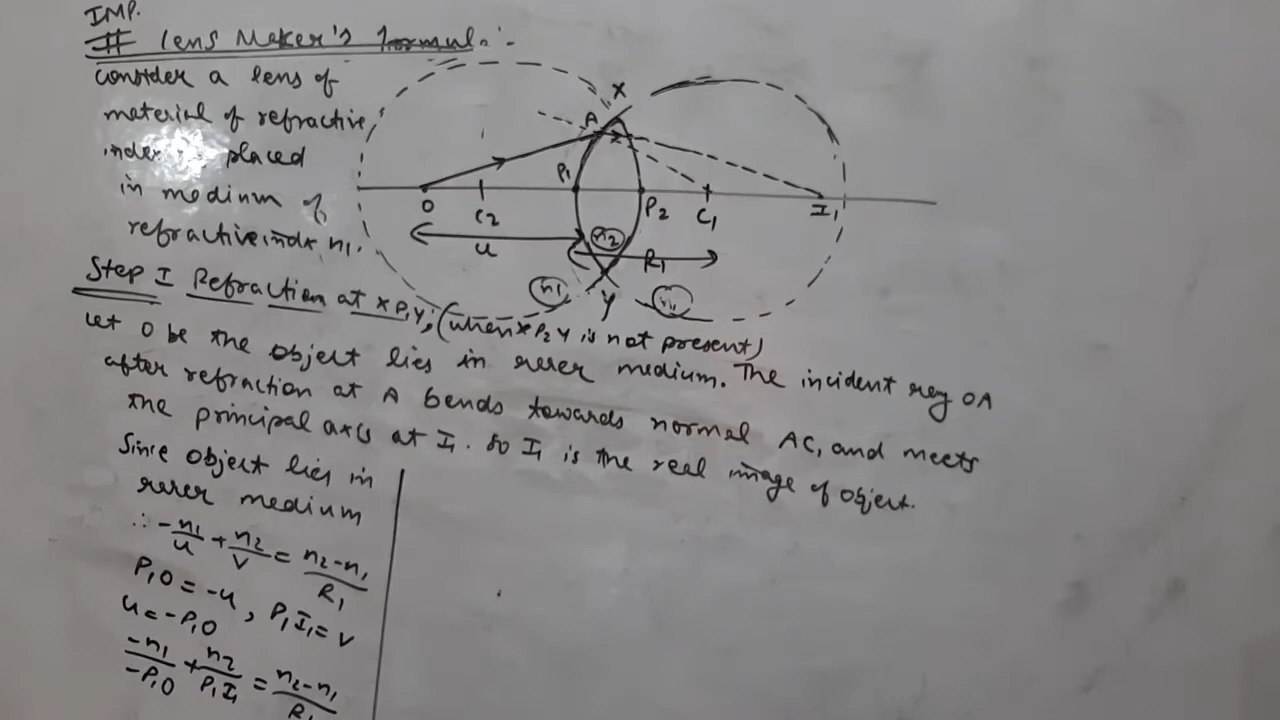 IMP.
# Lens Maker's formula:-
Consider a lens of
material of refractive
index placed
in medium of
refractive indx n1.
X
A
P1
O
C2
P2
C1
I1
u
n2
R1
n1
Y
Step I Refraction at XP1Y; (when XP2Y is not present)
Let O be the object lies in rarer medium. The incident ray OA
after refraction at A bends towards normal AC, and meets
the principal axis at I1. So I1 is the real image of object.
Since object lies in
rarer medium
∴ -n1/u + n2/v = n2-n1/R1
P1O = -u, P1I1 = v
u = -P1O
-n1/-P1O + n2/P1I1 = n2-n1/R1